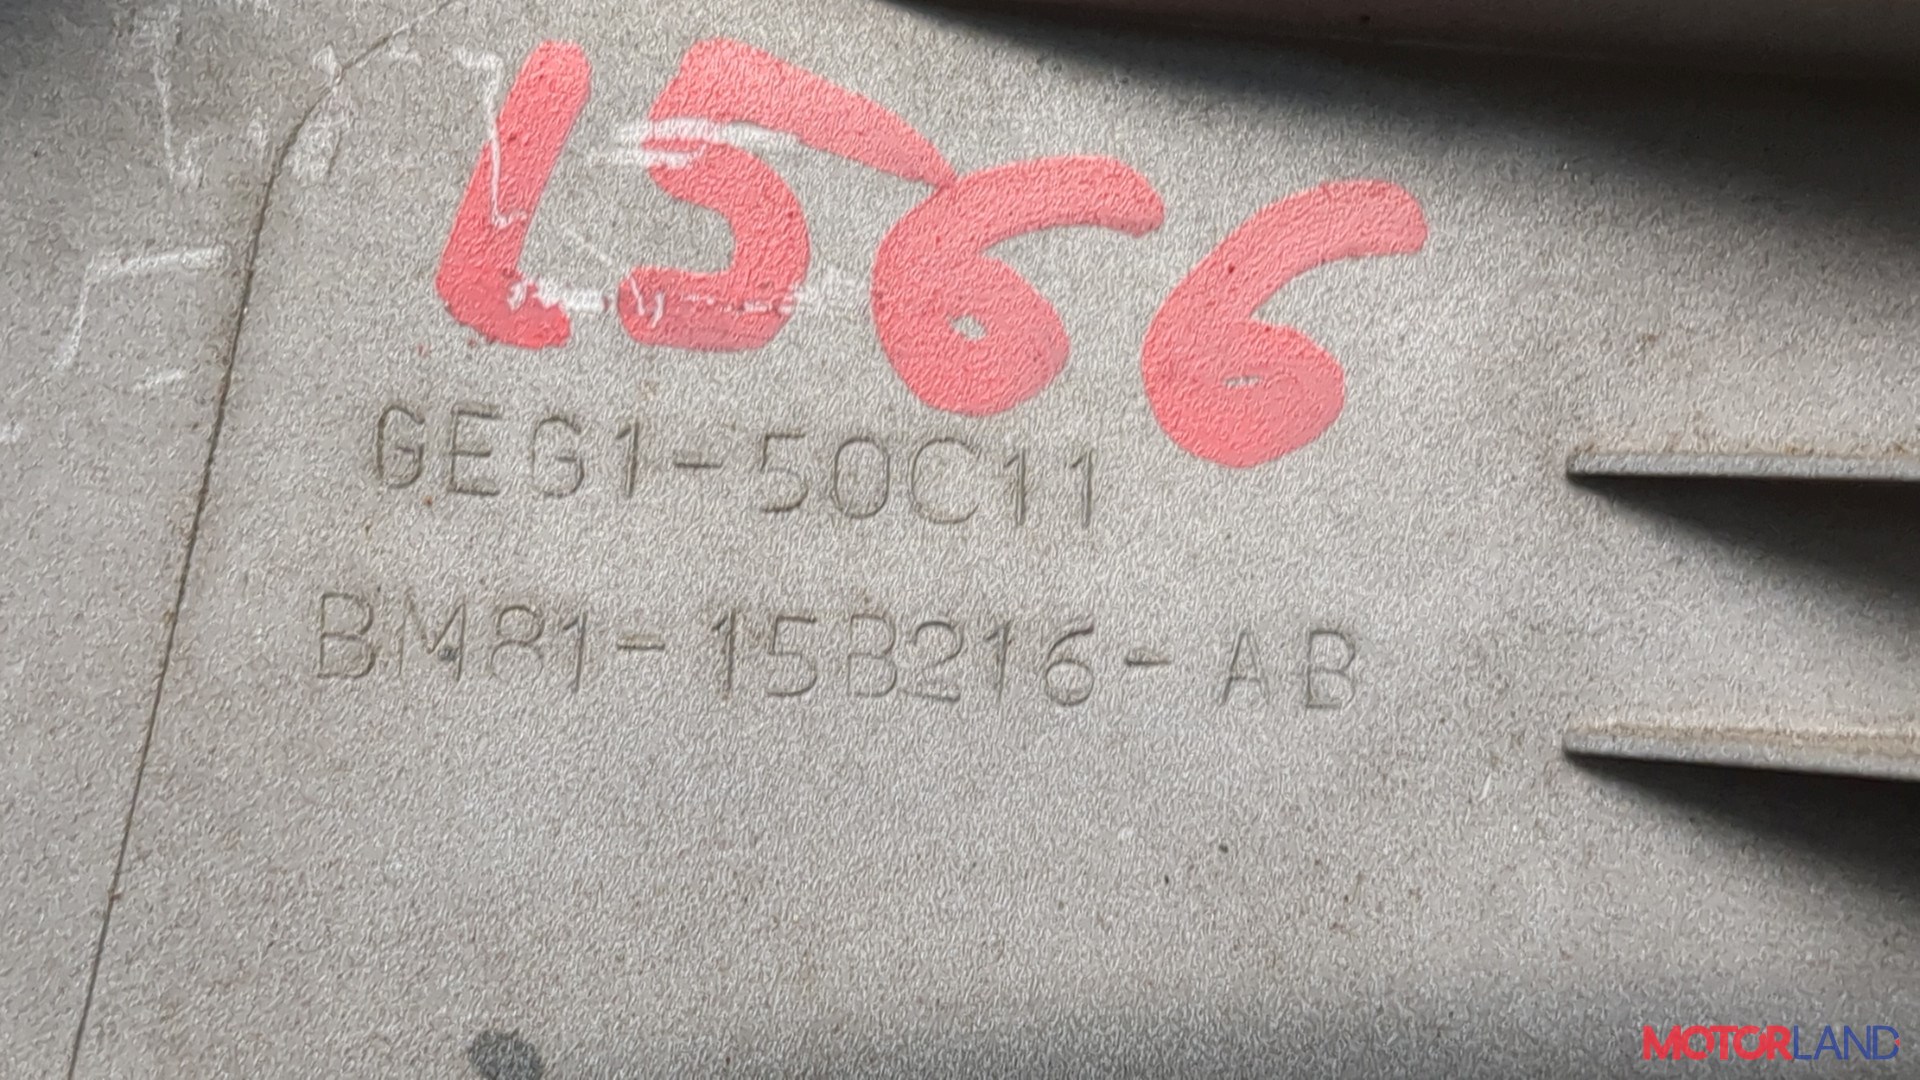 1566
GEG1-50C11
BM81-15B216-AB
MOTORLAND